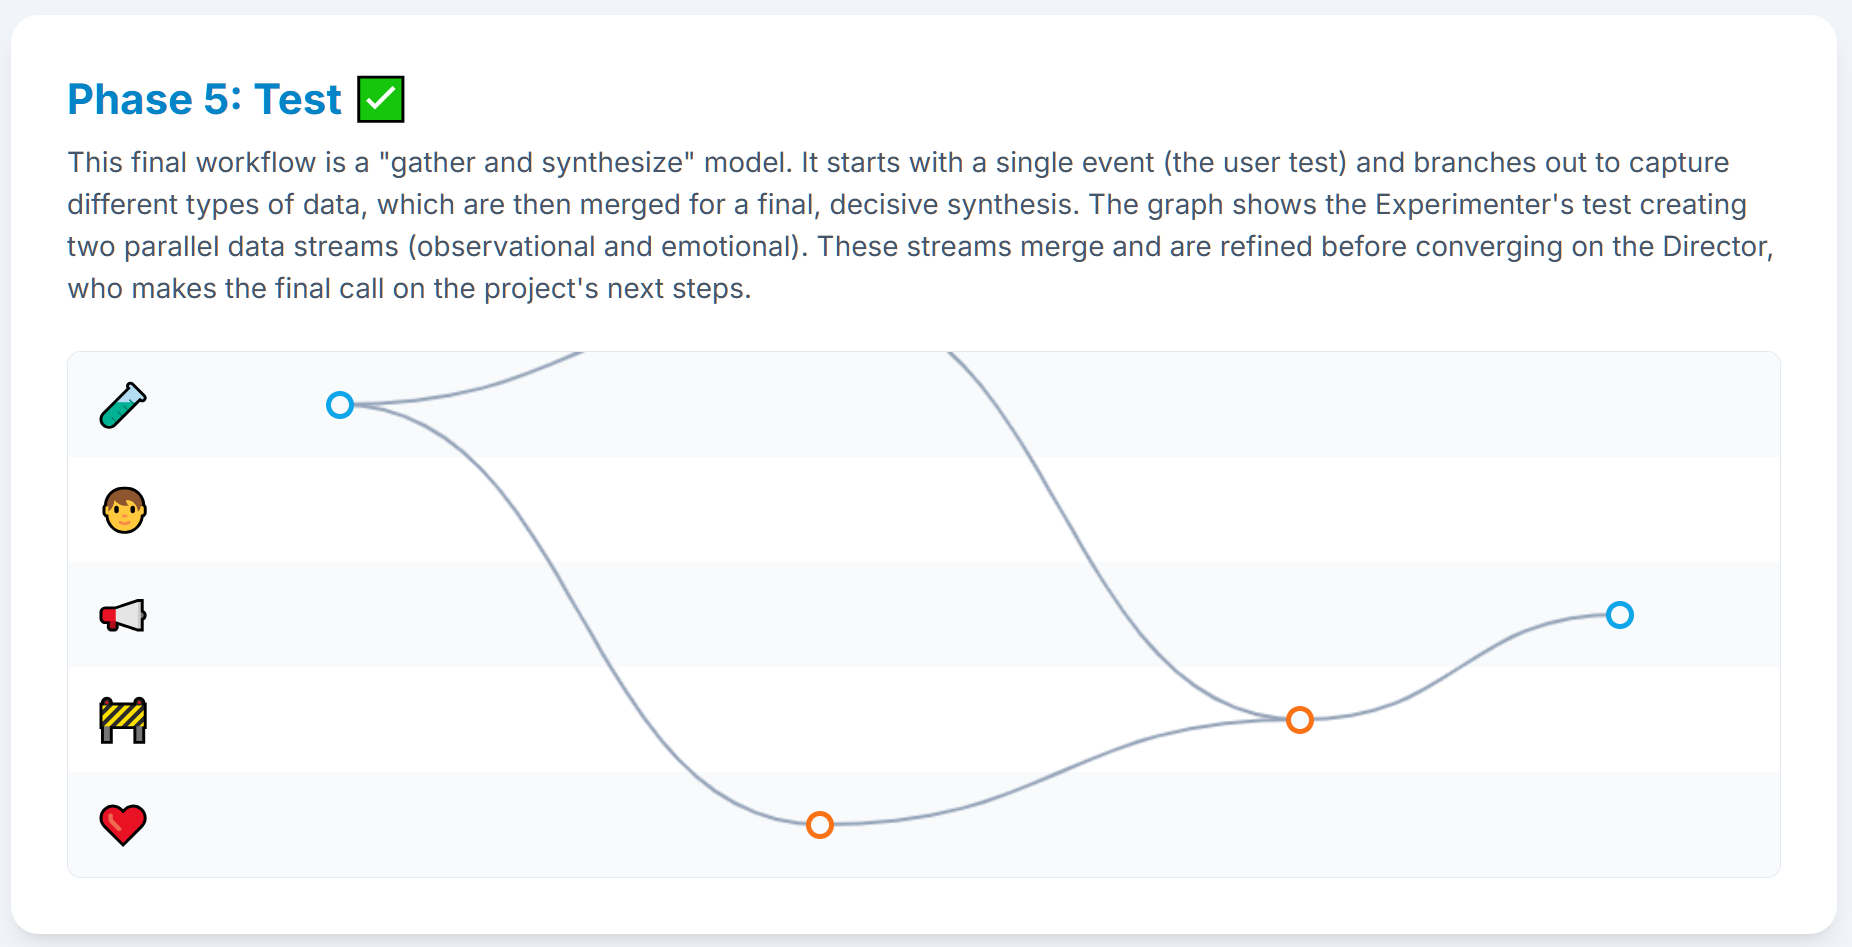 Phase 5: Test ✅
This final workflow is a "gather and synthesize" model. It starts with a single event (the user test) and branches out to capture
different types of data, which are then merged for a final, decisive synthesis. The graph shows the Experimenter's test creating
two parallel data streams (observational and emotional). These streams merge and are refined before converging on the Director,
who makes the final call on the project's next steps.